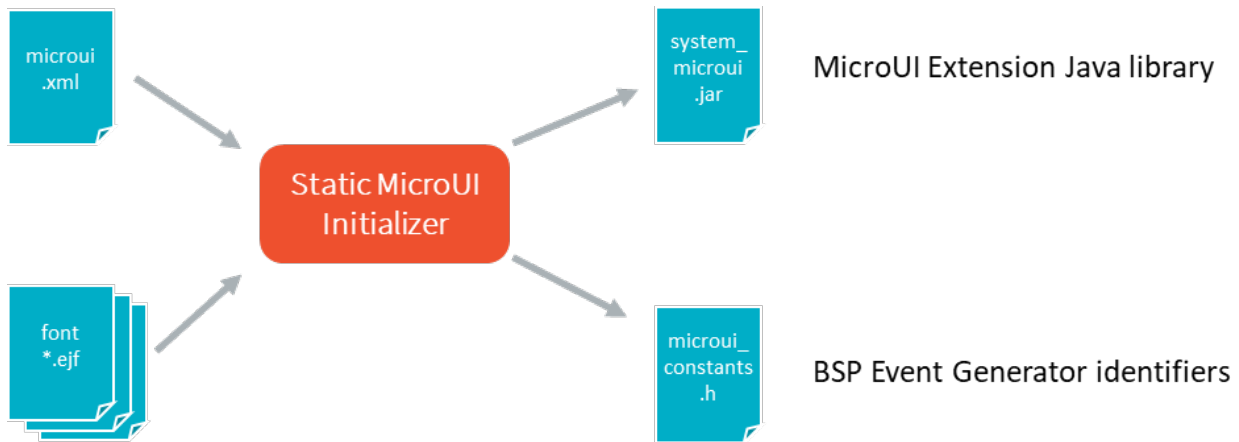 microui
.xml
system_
microui
.jar
MicroUI Extension Java library
Static MicroUI
Initializer
font
*.ejf
microui_
constants
.h
BSP Event Generator identifiers